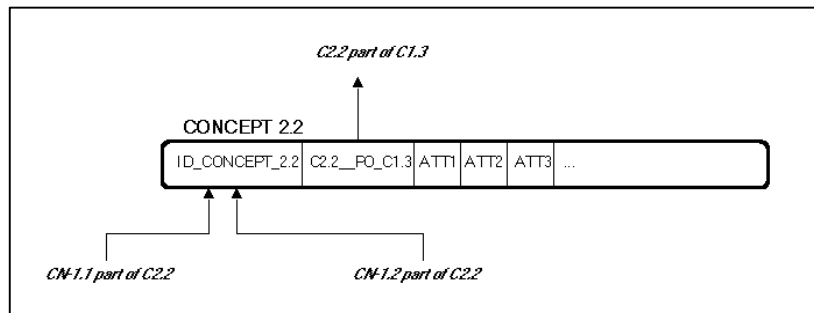 C2.2 part of C1.3
CONCEPT 2.2
ID_CONCEPT_2.2 C2.2__PO_C1.3 ATT1 ATT2 ATT3 ...
CN-1.1 part of C2.2 CN-1.2 part of C2.2